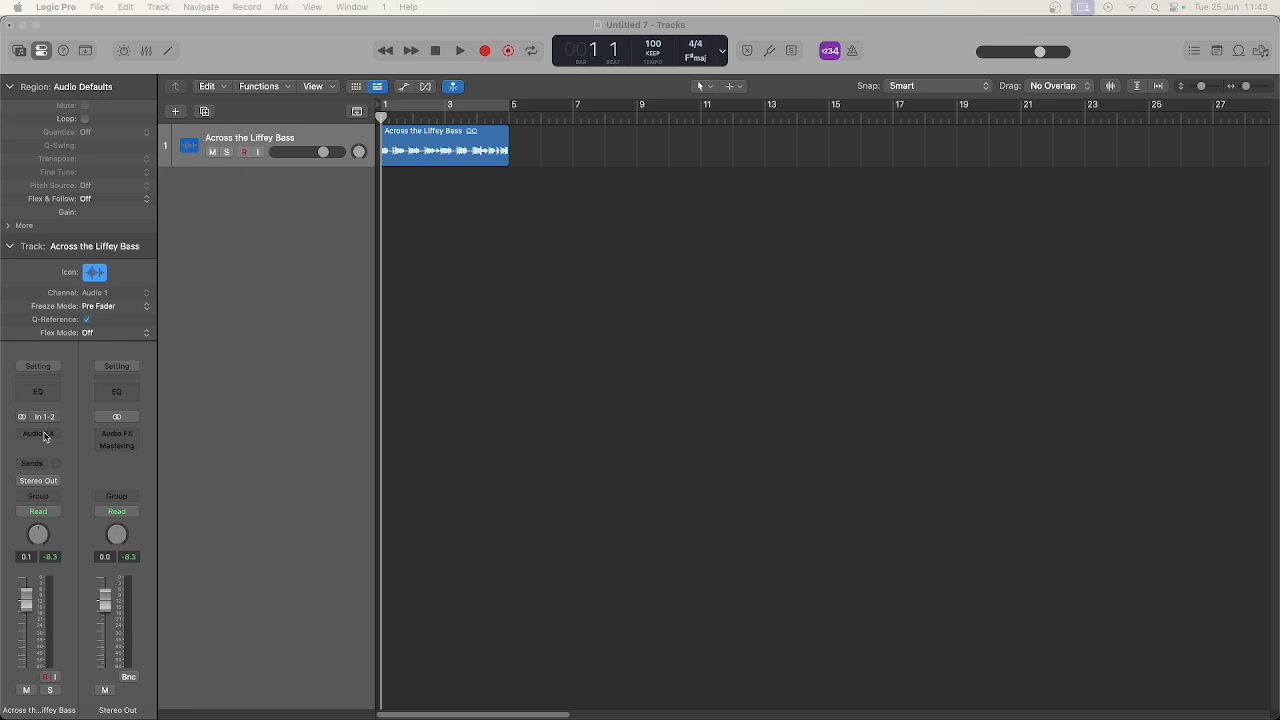 Logic Pro File Edit Track Navigate Record Mix View Window 1 Help Tue 25 Jun 11:43
Untitled 7 - Tracks
001 1 100 4/4
KEEP F♯maj
BAR BEAT TEMPO
1234
Region: Audio Defaults Edit Functions View Snap: Smart Drag: No Overlap
Mute:
Loop:
Quantize: Off
Q-Swing:
Transpose:
Fine Tune:
Pitch Source: Off
Flex & Follow: Off
Gain:
More
1 3 5 7 9 11 13 15 17 19 21 23 25 27
1 Across the Liffey Bass
M S R I
Across the Liffey Bass
Track: Across the Liffey Bass
Icon:
Channel: Audio 1
Freeze Mode: Pre Fader
Q-Reference:
Flex Mode: Off
Setting Setting
EQ EQ
In 1-2
Audio FX Audio FX
Mastering
Sends
Stereo Out
Group Group
Read Read
0.1 -8.3 0.0 -8.3
R I Bnc
M S M
Across th...iffey Bass Stereo Out